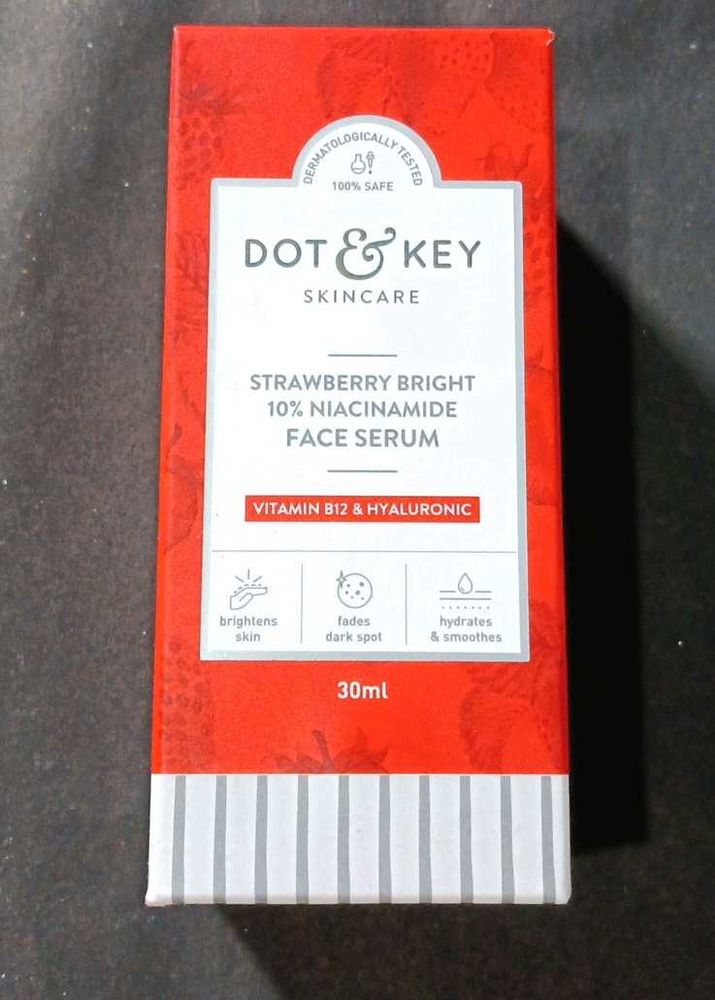 DERMATOLOGICALLY TESTED
100% SAFE
DOT & KEY
SKINCARE
STRAWBERRY BRIGHT
10% NIACINAMIDE
FACE SERUM
VITAMIN B12 & HYALURONIC
brightens
skin
fades
dark spot
hydrates
& smoothes
30ml